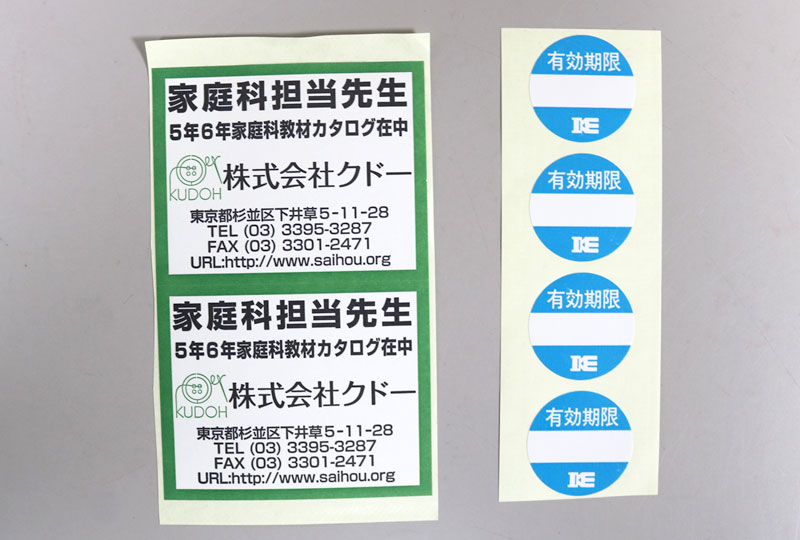 家庭科担当先生
5年6年家庭科教材カタログ在中
KUDOH 株式会社クドー
東京都杉並区下井草5-11-28
TEL (03) 3395-3287
FAX (03) 3301-2471
URL:http://www.saihou.org
家庭科担当先生
5年6年家庭科教材カタログ在中
KUDOH 株式会社クドー
東京都杉並区下井草5-11-28
TEL (03) 3395-3287
FAX (03) 3301-2471
URL:http://www.saihou.org
有効期限
有効期限
有効期限
有効期限